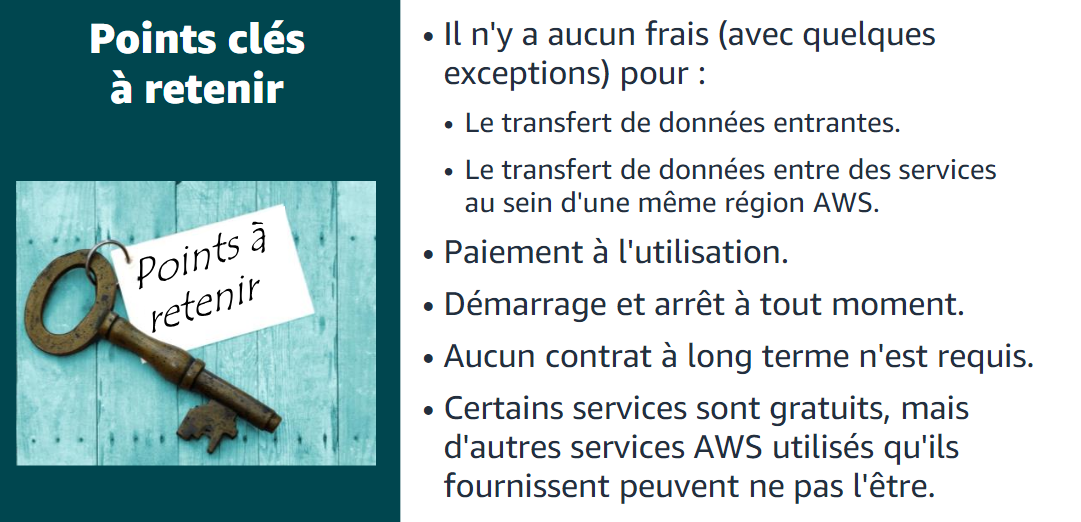 Points clés
à retenir
Points à
retenir
• Il n'y a aucun frais (avec quelques
exceptions) pour :
• Le transfert de données entrantes.
• Le transfert de données entre des services
au sein d'une même région AWS.
• Paiement à l'utilisation.
• Démarrage et arrêt à tout moment.
• Aucun contrat à long terme n'est requis.
• Certains services sont gratuits, mais
d'autres services AWS utilisés qu'ils
fournissent peuvent ne pas l'être.